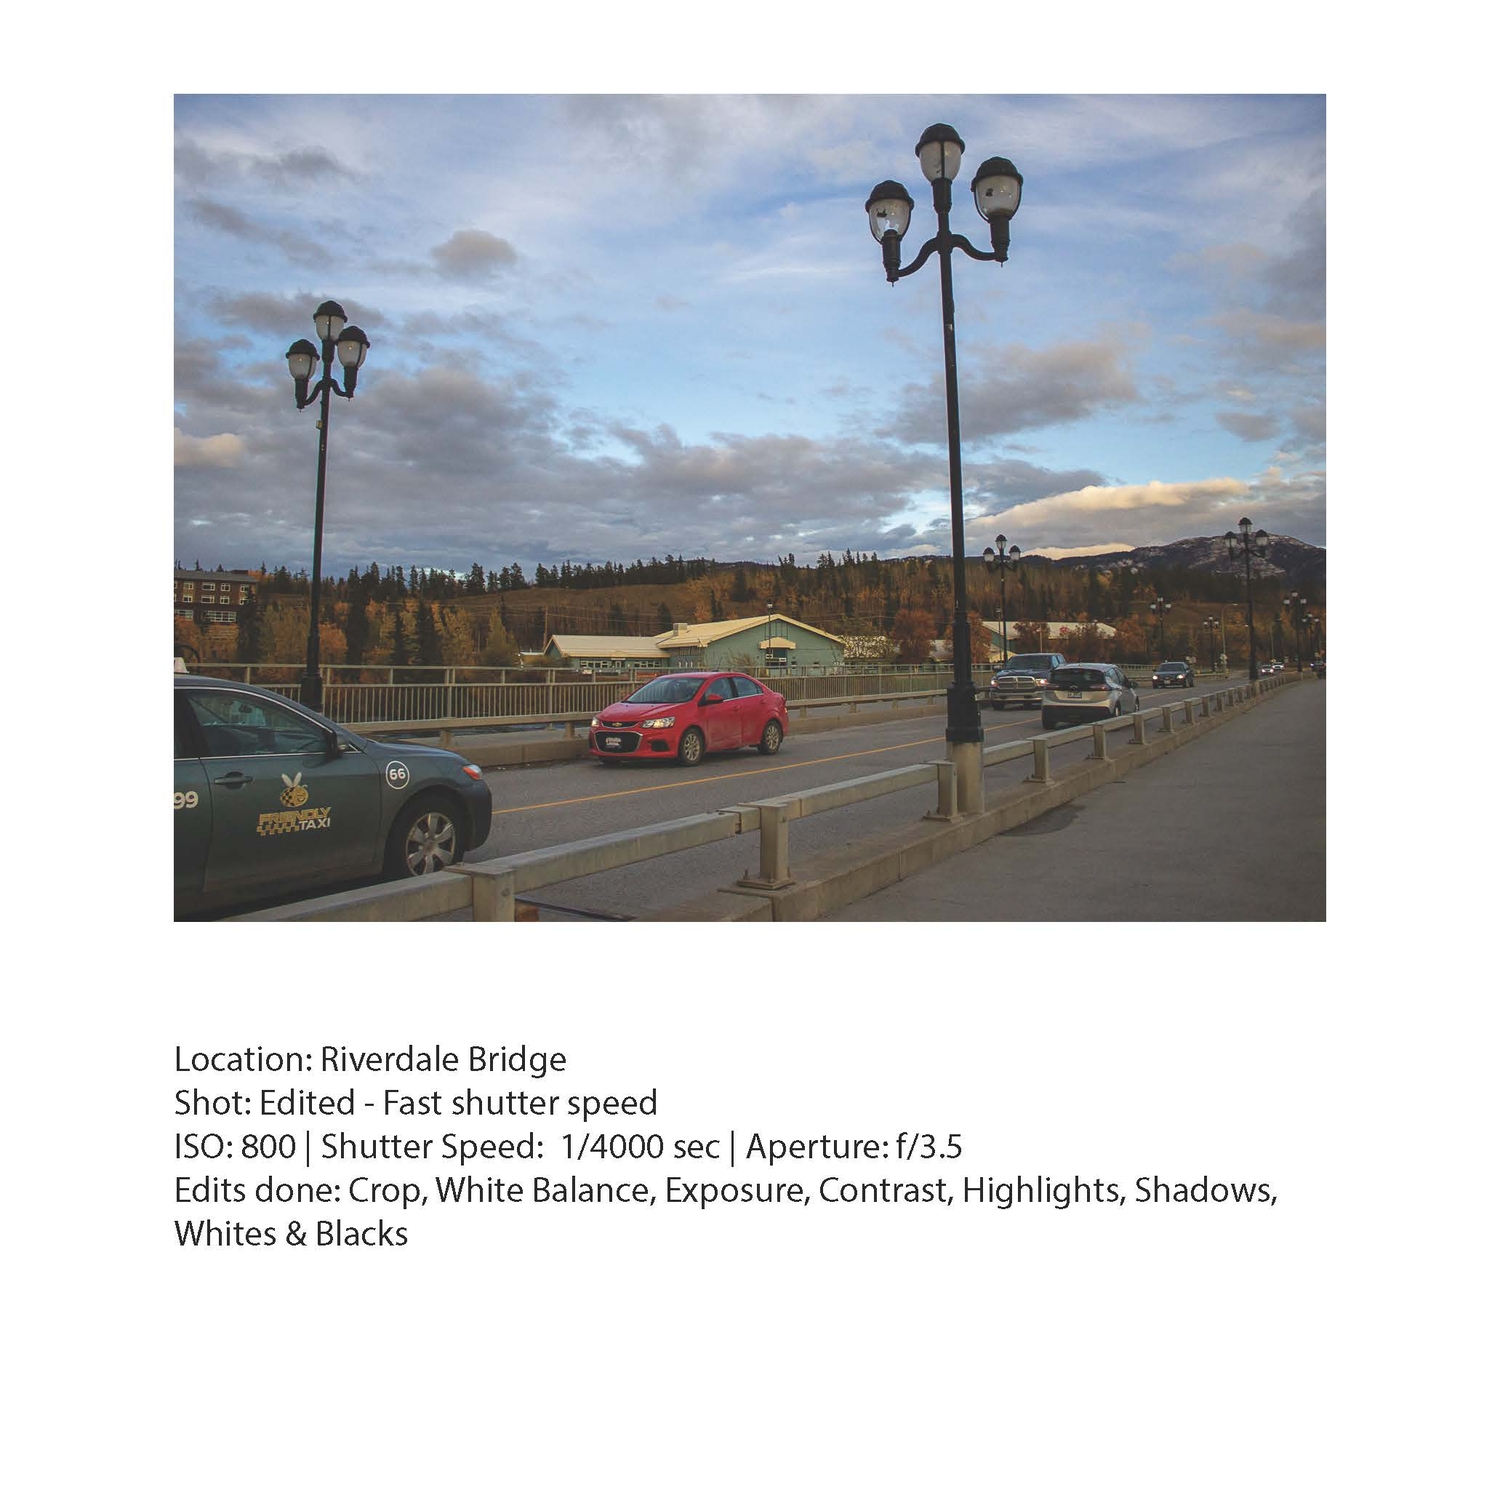 99
66
FRIENDLY
TAXI
Location: Riverdale Bridge
Shot: Edited - Fast shutter speed
ISO: 800 | Shutter Speed:  1/4000 sec | Aperture: f/3.5
Edits done: Crop, White Balance, Exposure, Contrast, Highlights, Shadows,
Whites & Blacks